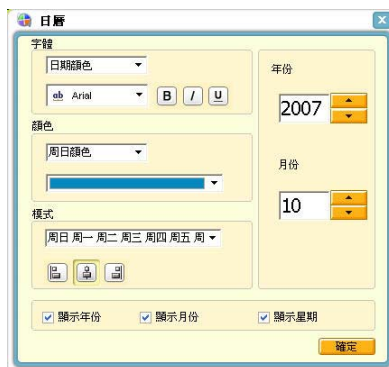 日曆
字體
日期顏色
年份
ab Arial
B I U
2007
顏色
周日顏色
月份
10
模式
周日 周一 周二 周三 周四 周五 周
顯示年份
顯示月份
顯示星期
確定